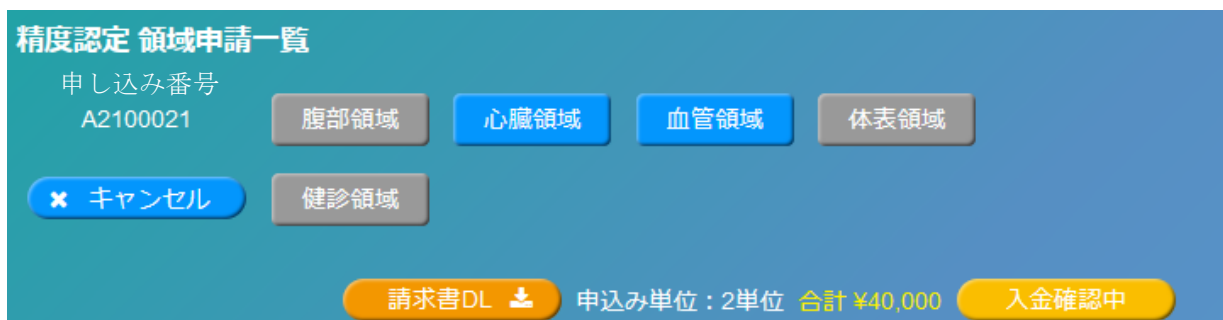 精度認定 領域申請一覧
申し込み番号
A2100021 腹部領域 心臓領域 血管領域 体表領域
キャンセル 健診領域
請求書DL 申込み単位：2単位 合計 ¥40,000 入金確認中